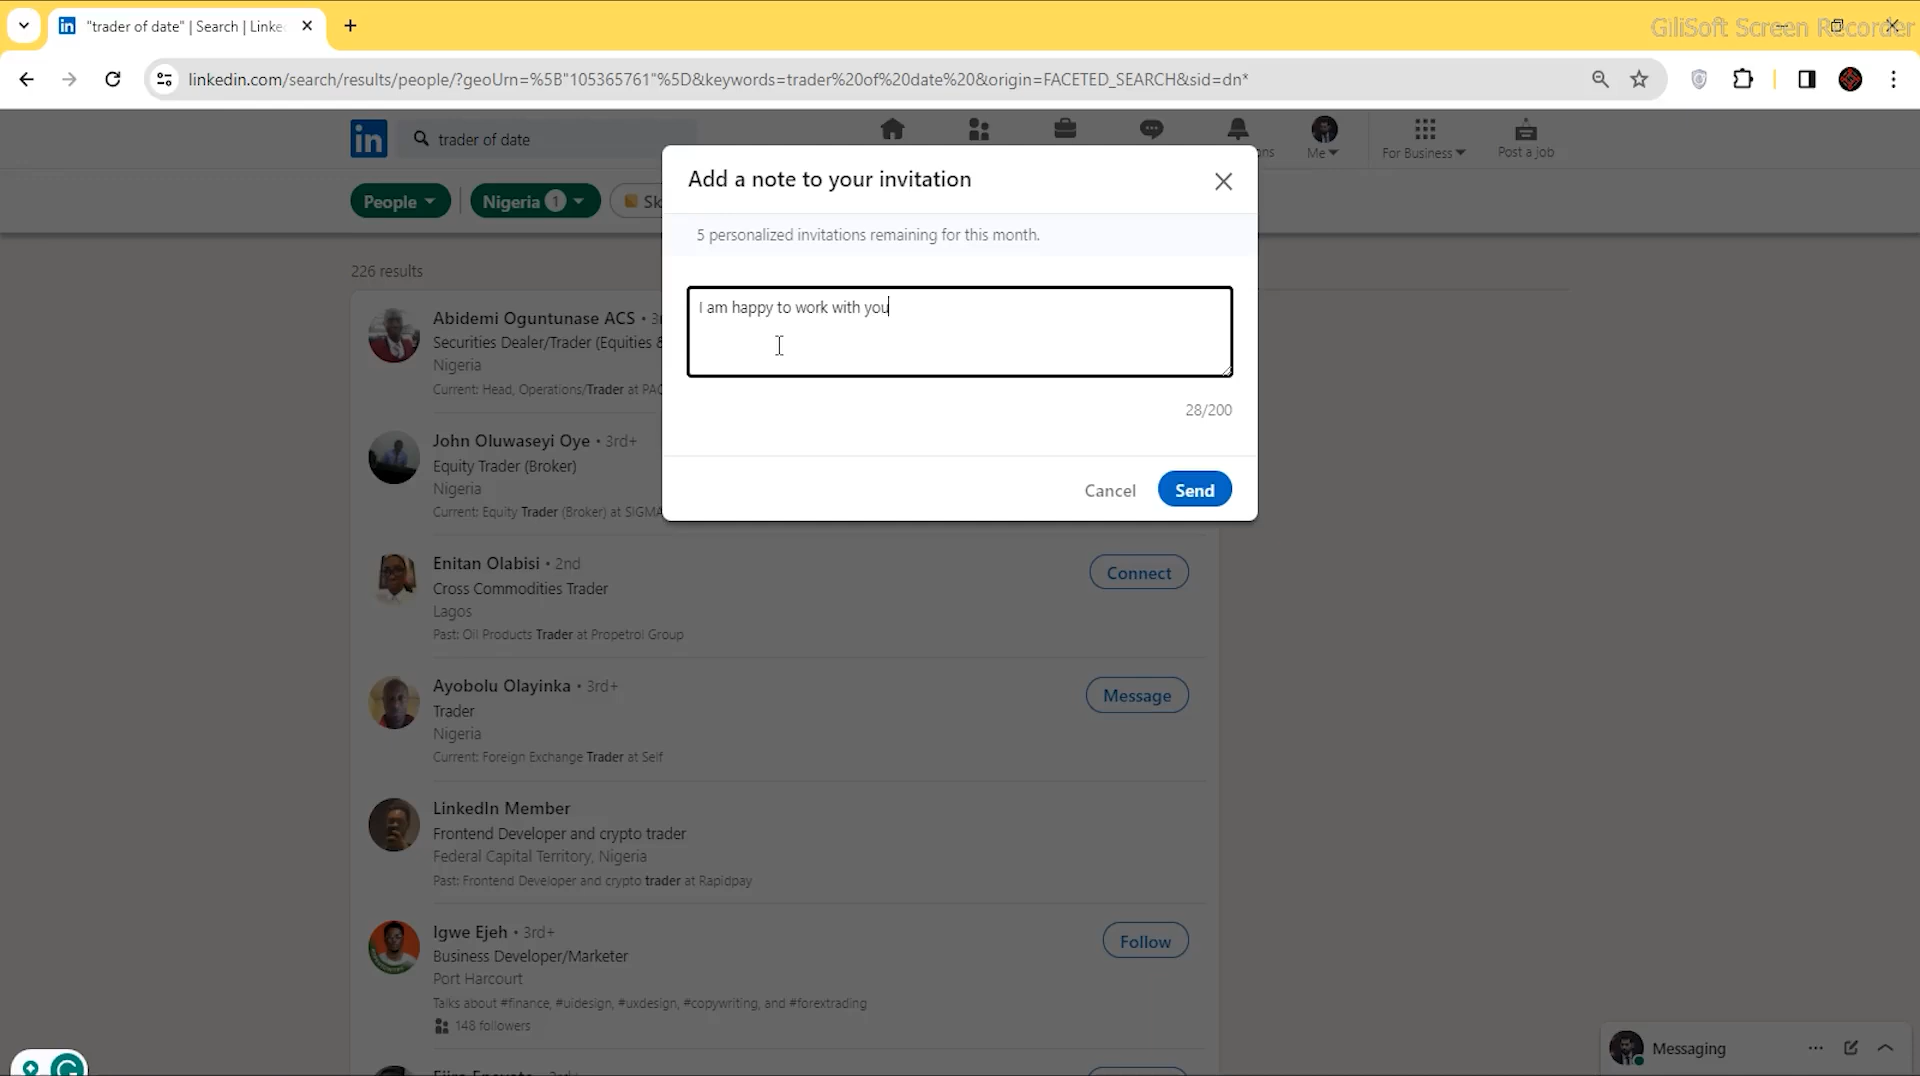 "trader of date" | Search | Linke
GiliSoft Screen Recorder
linkedin.com/search/results/people/?geoUrn=%5B"105365761"%5D&keywords=trader%20of%20date%20&origin=FACETED_SEARCH&sid=dn*
in
trader of date
ns
Me
For Business
Post a job
People
Nigeria 1
Sk
Add a note to your invitation
5 personalized invitations remaining for this month.
I am happy to work with you
28/200
Cancel
Send
226 results
Abidemi Oguntunase ACS • 3r
Securities Dealer/Trader (Equities &
Nigeria
Current: Head, Operations/Trader at PAC
John Oluwaseyi Oye • 3rd+
Equity Trader (Broker)
Nigeria
Current: Equity Trader (Broker) at SIGMA
Enitan Olabisi • 2nd
Connect
Cross Commodities Trader
Lagos
Past: Oil Products Trader at Propetrol Group
Ayobolu Olayinka • 3rd+
Message
Trader
Nigeria
Current: Foreign Exchange Trader at Self
LinkedIn Member
Frontend Developer and crypto trader
Federal Capital Territory, Nigeria
Past: Frontend Developer and crypto trader at Rapidpay
Igwe Ejeh • 3rd+
Follow
Business Developer/Marketer
Port Harcourt
Talks about #finance, #uidesign, #uxdesign, #copywriting, and #forextrading
148 followers
Messaging